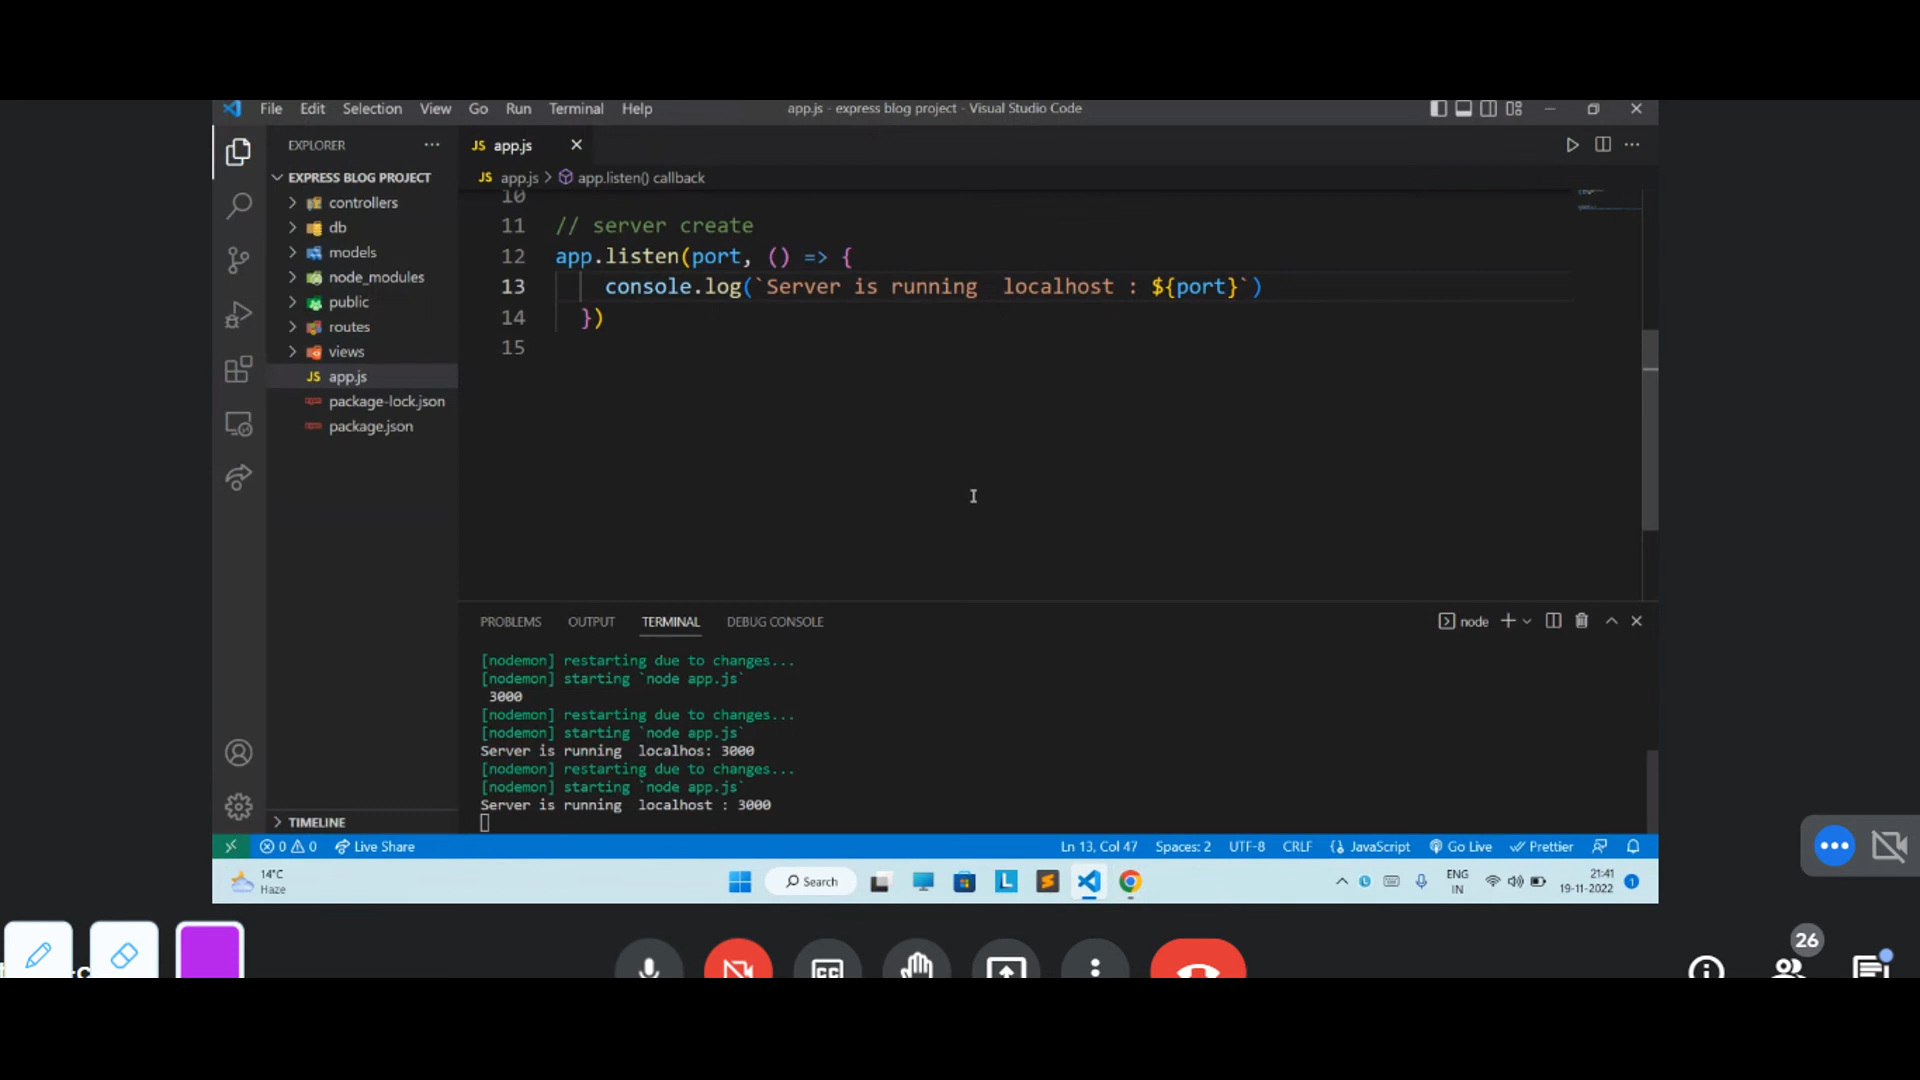 File Edit Selection View Go Run Terminal Help app.js - express blog project - Visual Studio Code
EXPLORER
EXPRESS BLOG PROJECT
controllers
db
models
node_modules
public
routes
views
JS app.js
package-lock.json
package.json
TIMELINE
JS app.js
JS app.js > app.listen() callback
10
11 // server create
12 app.listen(port, () => {
13 console.log(`Server is running  localhost : ${port}`)
14 })
15
PROBLEMS OUTPUT TERMINAL DEBUG CONSOLE node
[nodemon] restarting due to changes...
[nodemon] starting `node app.js`
3000
[nodemon] restarting due to changes...
[nodemon] starting `node app.js`
Server is running  localhos: 3000
[nodemon] restarting due to changes...
[nodemon] starting `node app.js`
Server is running  localhost : 3000
0 0 Live Share Ln 13, Col 47 Spaces: 2 UTF-8 CRLF JavaScript Go Live Prettier
14°C
Haze
Search
L
S
ENG
IN
21:41
19-11-2022
1
CC
26